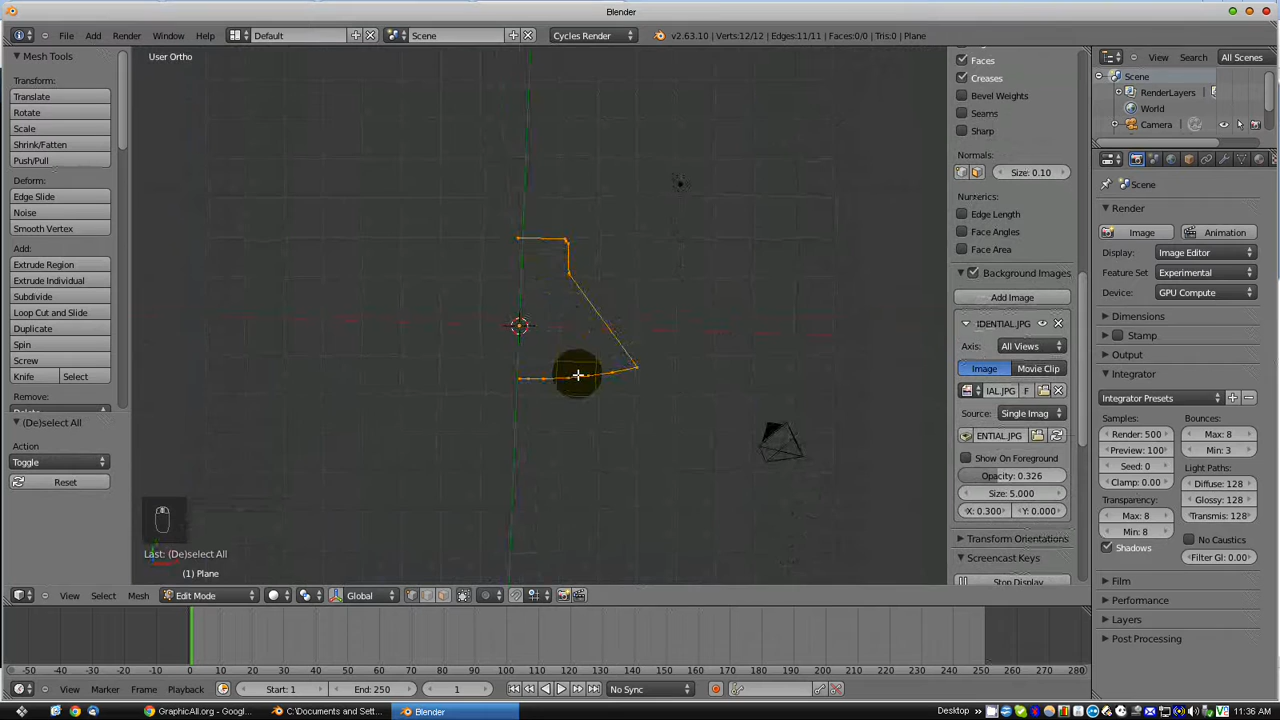 Blender
File Add Render Window Help Default Scene Cycles Render v2.63.10 | Verts:12/12 | Edges:11/11 | Faces:0/0 | Tris:0 | Plane
View Search All Scenes
Mesh Tools
Transform:
Translate
Rotate
Scale
Shrink/Fatten
Push/Pull
Deform:
Edge Slide
Noise
Smooth Vertex
Add:
Extrude Region
Extrude Individual
Subdivide
Loop Cut and Slide
Duplicate
Spin
Screw
Knife Select
Remove:
(De)select All
Action
Toggle
Reset
User Ortho
Last: (De)select All
(1) Plane
Faces
Creases
Bevel Weights
Seams
Sharp
Normals:
Size: 0.10
Numerics:
Edge Length
Face Angles
Face Area
Background Images
Add Image
IDENTIAL.JPG
Axis: All Views
Image Movie Clip
IAL.JPG F
Source: Single Imag
ENTIAL.JPG
Show On Foreground
Opacity: 0.326
Size: 5.000
X: 0.300 Y: 0.000
Transform Orientations
Screencast Keys
Stop Display
Scene
RenderLayers
World
Camera
Scene
Render
Image Animation
Display: Image Editor
Feature Set Experimental
Device: GPU Compute
Dimensions
Stamp
Output
Integrator
Integrator Presets
Samples: Bounces:
Render: 500 Max: 8
Preview: 100 Min: 3
Seed: 0 Light Paths:
Clamp: 0.00 Diffuse: 128
Transparency: Glossy: 128
Max: 8 Transmis: 128
Min: 8 No Caustics
Shadows Filter Gl: 0.00
Film
Performance
Layers
Post Processing
View Select Mesh Edit Mode Global
-50 -40 -30 -20 -10 0 10 20 30 40 50 60 70 80 90 100 110 120 130 140 150 160 170 180 190 200 210 220 230 240 250 260 270 280
View Marker Frame Playback Start: 1 End: 250 1 No Sync
GraphicAll.org - Googl... C:\Documents and Sett... Blender Desktop » 11:36 AM